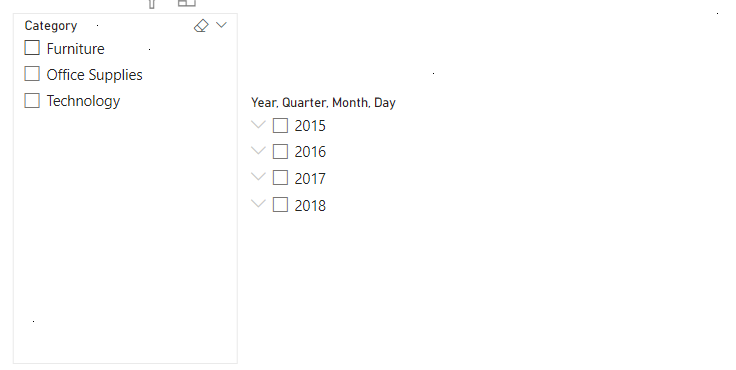 Category
Furniture
Office Supplies
Technology
Year, Quarter, Month, Day
2015
2016
2017
2018